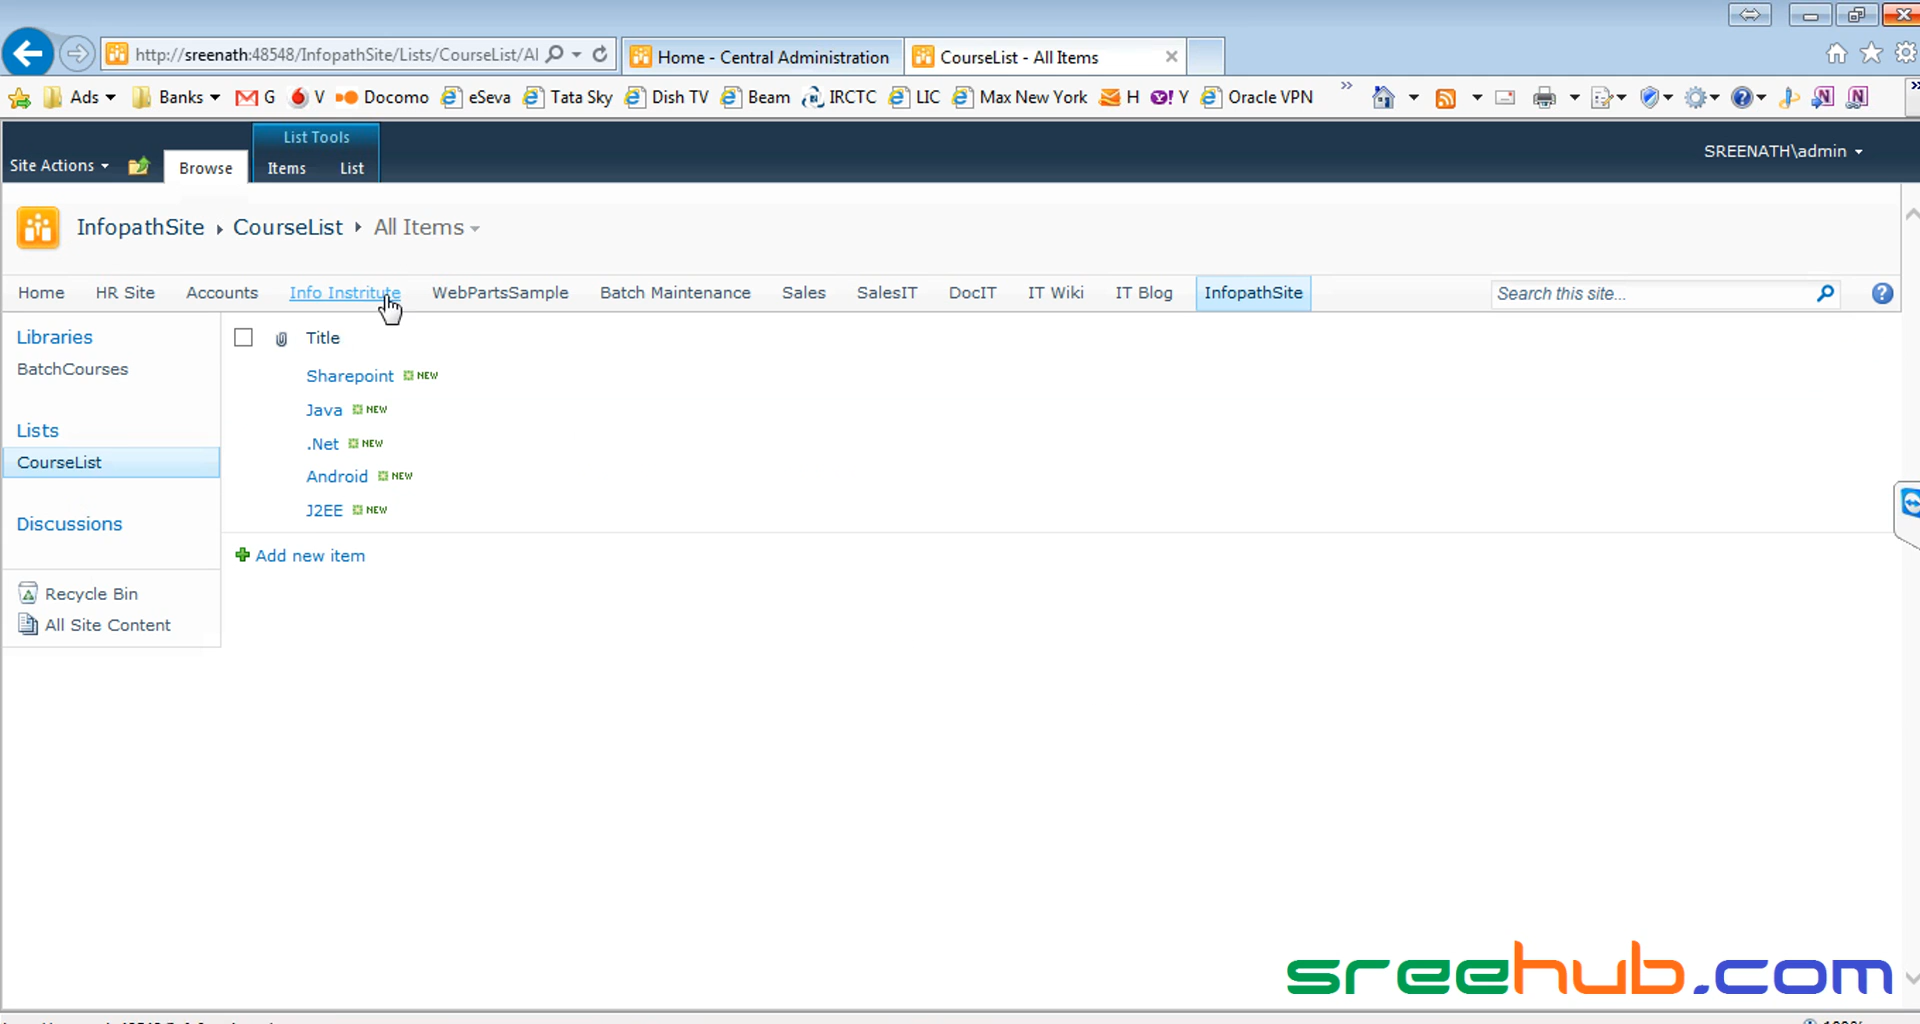 http://sreenath:48548/InfopathSite/Lists/CourseList/Al
Home - Central Administration
CourseList - All Items
Ads
Banks
G
V
Docomo
eSeva
Tata Sky
Dish TV
Beam
IRCTC
LIC
Max New York
H
Y
Oracle VPN
Site Actions
Browse
List Tools
Items
List
SREENATH\admin
InfopathSite
CourseList
All Items
Home
HR Site
Accounts
Info Instritute
WebPartsSample
Batch Maintenance
Sales
SalesIT
DocIT
IT Wiki
IT Blog
InfopathSite
Search this site...
Libraries
BatchCourses
Lists
CourseList
Discussions
Recycle Bin
All Site Content
Title
Sharepoint NEW
Java NEW
.Net NEW
Android NEW
J2EE NEW
Add new item
sreehub.com